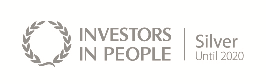 INVESTORS
IN PEOPLE
Silver
Until 2020